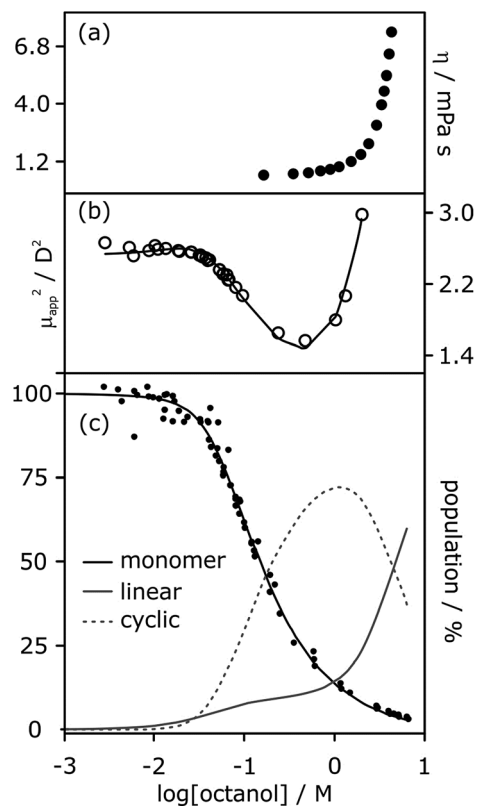 (a)
6.8
4.0
1.2
η / mPa s
(b)
μapp² / D²
3.0
2.2
1.4
(c)
100
75
50
25
0
monomer
linear
cyclic
population / %
-3
-2
-1
0
1
log[octanol] / M